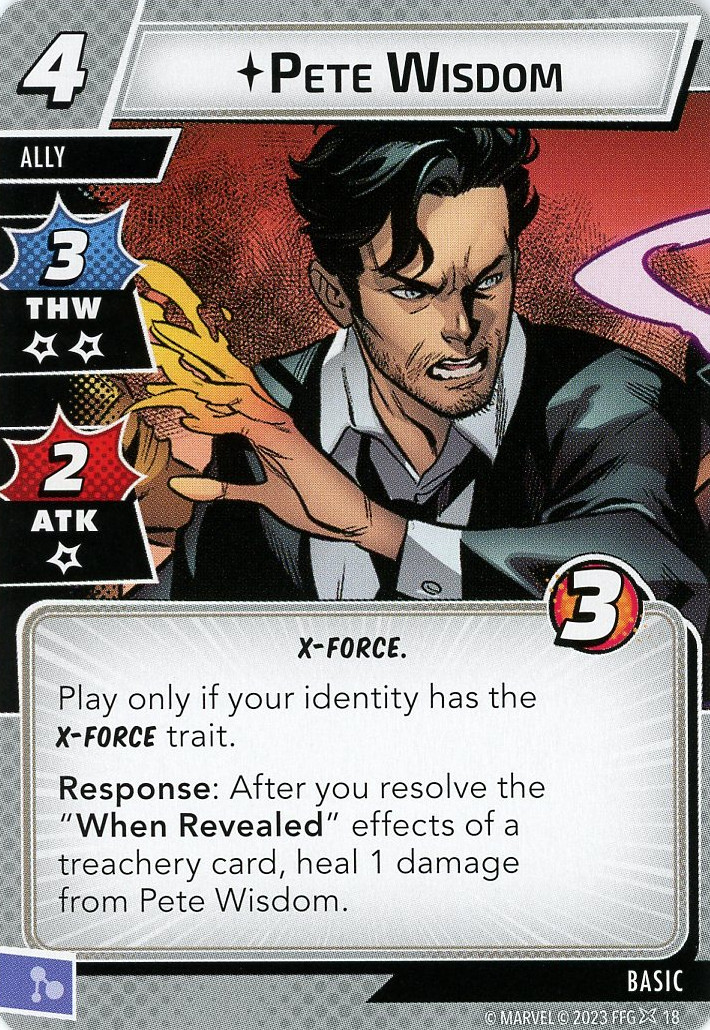 4
PETE WISDOM
ALLY
3
THW
2
ATK
3
X-FORCE.
Play only if your identity has the
X-FORCE trait.
Response: After you resolve the
“When Revealed” effects of a
treachery card, heal 1 damage
from Pete Wisdom.
BASIC
© MARVEL © 2023 FFG 18